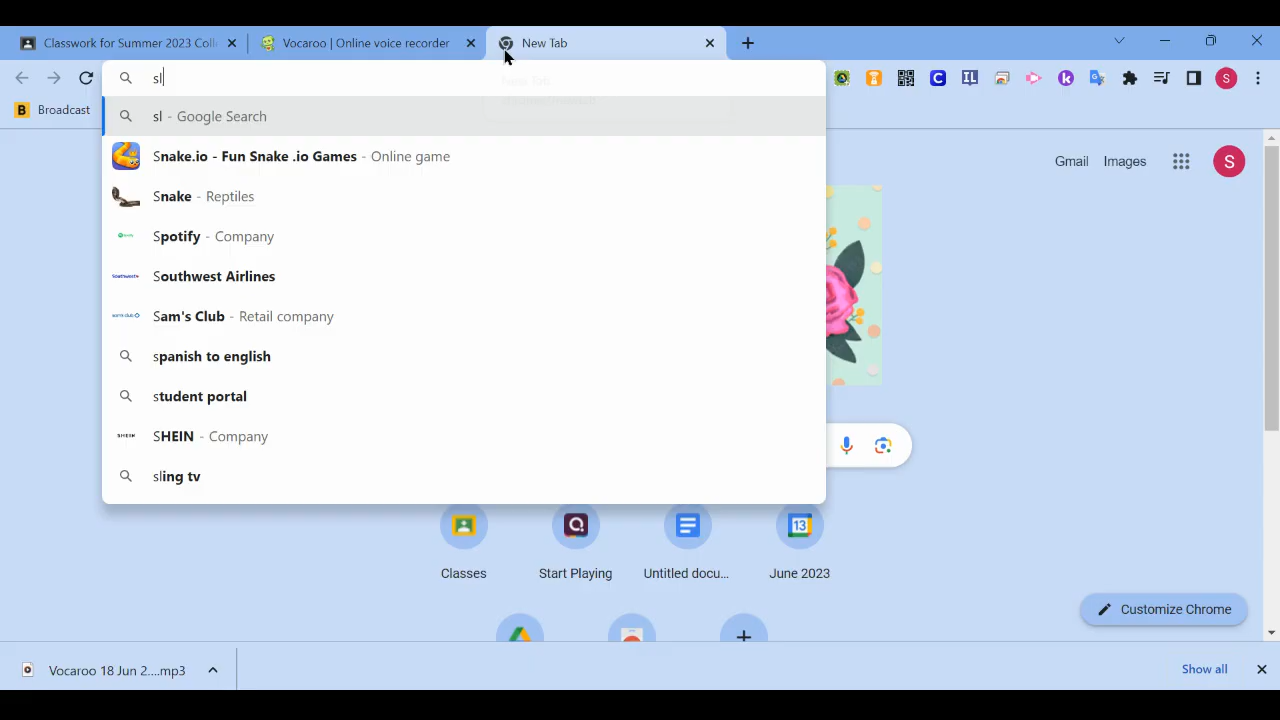 Classwork for Summer 2023 Coll
Vocaroo | Online voice recorder
New Tab
sl
Broadcast
sl - Google Search
Snake.io - Fun Snake .io Games - Online game
Snake - Reptiles
Spotify - Company
Southwest Airlines
Sam's Club - Retail company
spanish to english
student portal
SHEIN
SHEIN - Company
sling tv
Gmail
Images
S
S
Classes
Start Playing
Untitled docu...
13
June 2023
Customize Chrome
Vocaroo 18 Jun 2....mp3
Show all